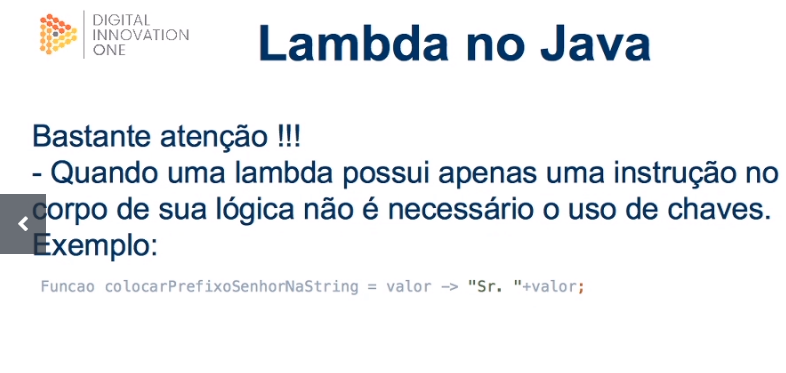 DIGITAL
INNOVATION
ONE
Lambda no Java
Bastante atenção !!!
- Quando uma lambda possui apenas uma instrução no
corpo de sua lógica não é necessário o uso de chaves.
Exemplo:
Funcao colocarPrefixoSenhorNaString = valor -> "Sr. "+valor;